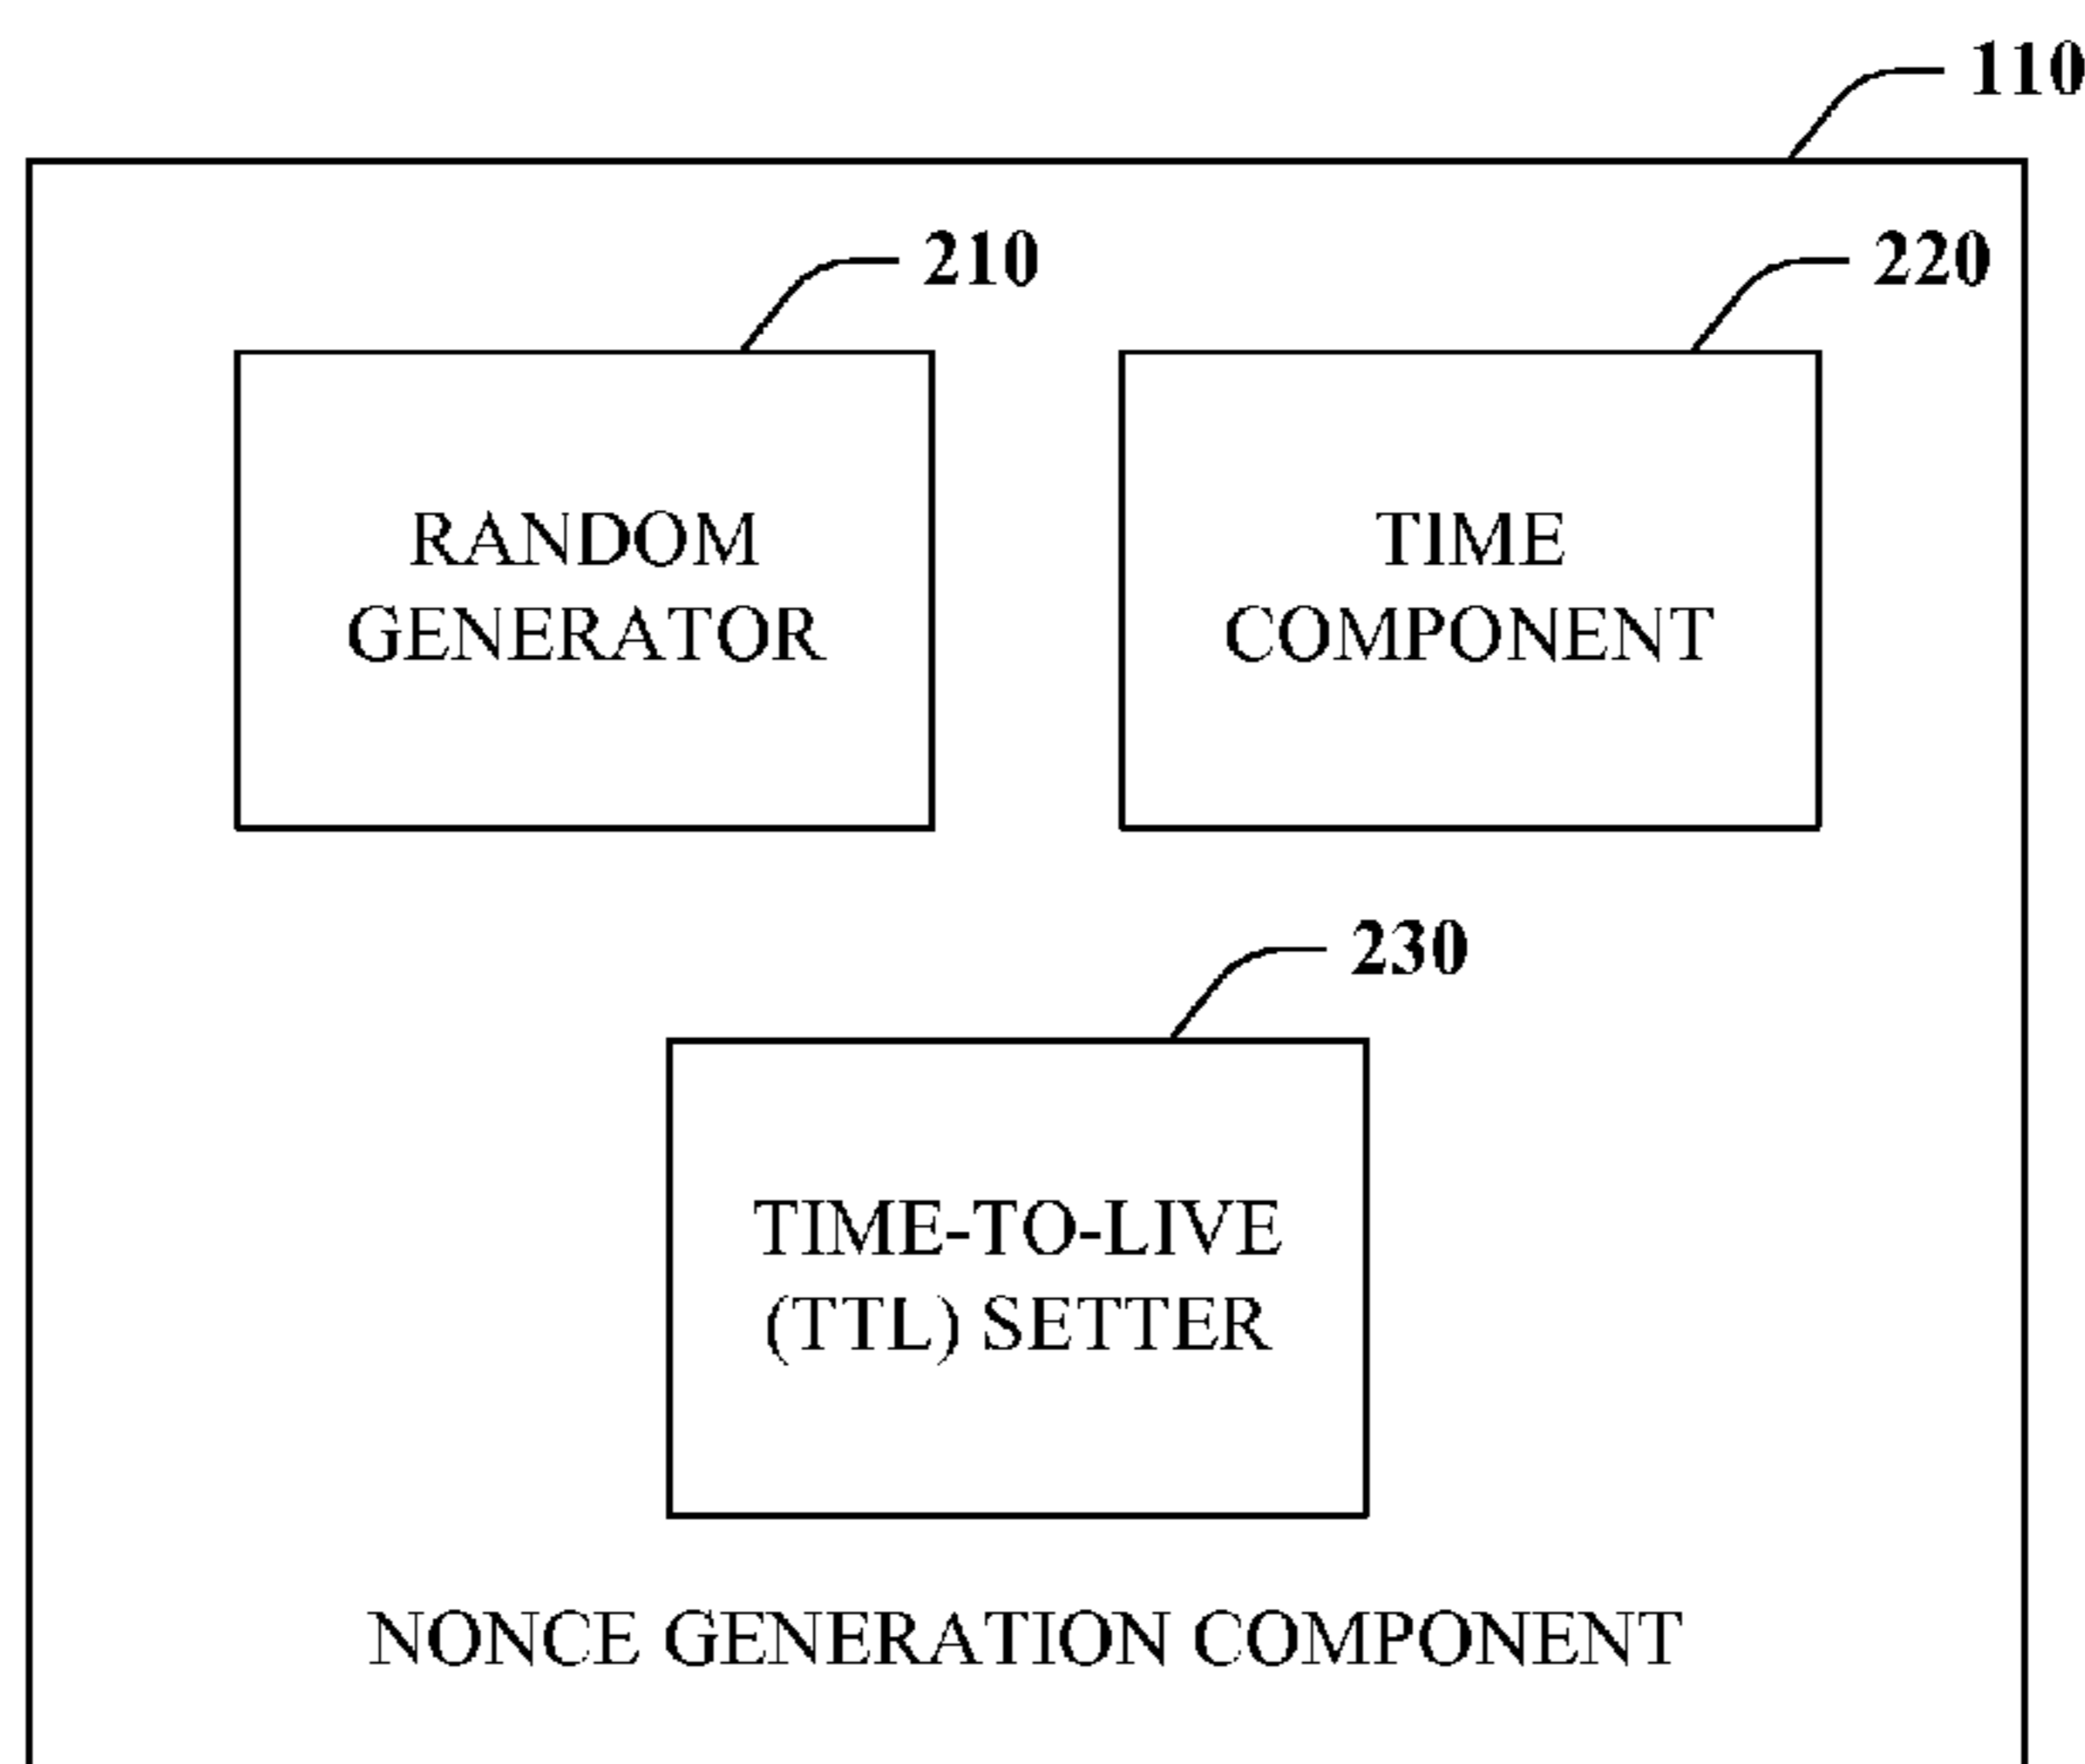 110
210
220
RANDOM
GENERATOR
TIME
COMPONENT
230
TIME-TO-LIVE
(TTL) SETTER
NONCE GENERATION COMPONENT